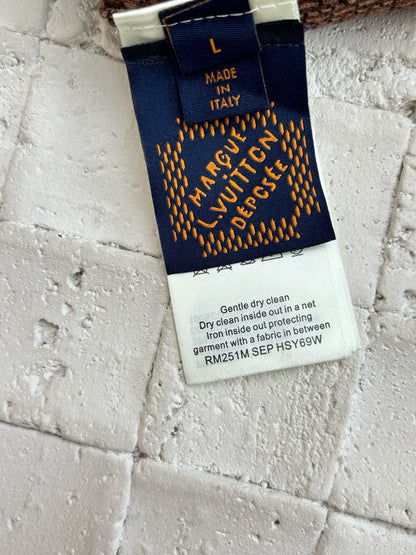 L
MADE
IN
ITALY
MARQUE
L.VUITTON
DÉPOSÉE
Gentle dry clean
Dry clean inside out in a net
Iron inside out protecting
garment with a fabric in between
RM251M SEP HSY69W